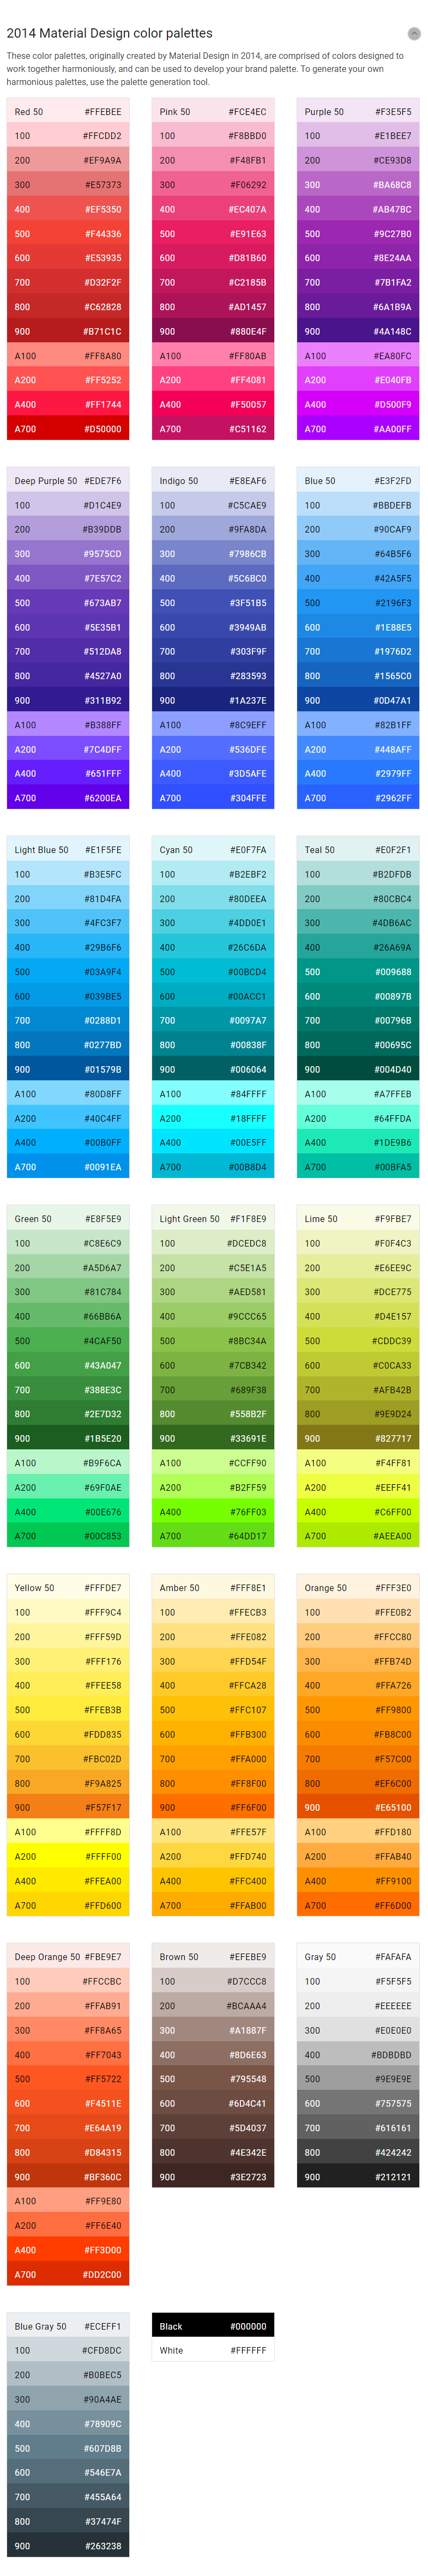 2014 Material Design color palettes
These color palettes, originally created by Material Design in 2014, are comprised of colors designed to
work together harmoniously, and can be used to develop your brand palette. To generate your own
harmonious palettes, use the palette generation tool.
Red 50 #FFEBEE
100 #FFCDD2
200 #EF9A9A
300 #E57373
400 #EF5350
500 #F44336
600 #E53935
700 #D32F2F
800 #C62828
900 #B71C1C
A100 #FF8A80
A200 #FF5252
A400 #FF1744
A700 #D50000
Pink 50 #FCE4EC
100 #F8BBD0
200 #F48FB1
300 #F06292
400 #EC407A
500 #E91E63
600 #D81B60
700 #C2185B
800 #AD1457
900 #880E4F
A100 #FF80AB
A200 #FF4081
A400 #F50057
A700 #C51162
Purple 50 #F3E5F5
100 #E1BEE7
200 #CE93D8
300 #BA68C8
400 #AB47BC
500 #9C27B0
600 #8E24AA
700 #7B1FA2
800 #6A1B9A
900 #4A148C
A100 #EA80FC
A200 #E040FB
A400 #D500F9
A700 #AA00FF
Deep Purple 50 #EDE7F6
100 #D1C4E9
200 #B39DDB
300 #9575CD
400 #7E57C2
500 #673AB7
600 #5E35B1
700 #512DA8
800 #4527A0
900 #311B92
A100 #B388FF
A200 #7C4DFF
A400 #651FFF
A700 #6200EA
Indigo 50 #E8EAF6
100 #C5CAE9
200 #9FA8DA
300 #7986CB
400 #5C6BC0
500 #3F51B5
600 #3949AB
700 #303F9F
800 #283593
900 #1A237E
A100 #8C9EFF
A200 #536DFE
A400 #3D5AFE
A700 #304FFE
Blue 50 #E3F2FD
100 #BBDEFB
200 #90CAF9
300 #64B5F6
400 #42A5F5
500 #2196F3
600 #1E88E5
700 #1976D2
800 #1565C0
900 #0D47A1
A100 #82B1FF
A200 #448AFF
A400 #2979FF
A700 #2962FF
Light Blue 50 #E1F5FE
100 #B3E5FC
200 #81D4FA
300 #4FC3F7
400 #29B6F6
500 #03A9F4
600 #039BE5
700 #0288D1
800 #0277BD
900 #01579B
A100 #80D8FF
A200 #40C4FF
A400 #00B0FF
A700 #0091EA
Cyan 50 #E0F7FA
100 #B2EBF2
200 #80DEEA
300 #4DD0E1
400 #26C6DA
500 #00BCD4
600 #00ACC1
700 #0097A7
800 #00838F
900 #006064
A100 #84FFFF
A200 #18FFFF
A400 #00E5FF
A700 #00B8D4
Teal 50 #E0F2F1
100 #B2DFDB
200 #80CBC4
300 #4DB6AC
400 #26A69A
500 #009688
600 #00897B
700 #00796B
800 #00695C
900 #004D40
A100 #A7FFEB
A200 #64FFDA
A400 #1DE9B6
A700 #00BFA5
Green 50 #E8F5E9
100 #C8E6C9
200 #A5D6A7
300 #81C784
400 #66BB6A
500 #4CAF50
600 #43A047
700 #388E3C
800 #2E7D32
900 #1B5E20
A100 #B9F6CA
A200 #69F0AE
A400 #00E676
A700 #00C853
Light Green 50 #F1F8E9
100 #DCEDC8
200 #C5E1A5
300 #AED581
400 #9CCC65
500 #8BC34A
600 #7CB342
700 #689F38
800 #558B2F
900 #33691E
A100 #CCFF90
A200 #B2FF59
A400 #76FF03
A700 #64DD17
Lime 50 #F9FBE7
100 #F0F4C3
200 #E6EE9C
300 #DCE775
400 #D4E157
500 #CDDC39
600 #C0CA33
700 #AFB42B
800 #9E9D24
900 #827717
A100 #F4FF81
A200 #EEFF41
A400 #C6FF00
A700 #AEEA00
Yellow 50 #FFFDE7
100 #FFF9C4
200 #FFF59D
300 #FFF176
400 #FFEE58
500 #FFEB3B
600 #FDD835
700 #FBC02D
800 #F9A825
900 #F57F17
A100 #FFFF8D
A200 #FFFF00
A400 #FFEA00
A700 #FFD600
Amber 50 #FFF8E1
100 #FFECB3
200 #FFE082
300 #FFD54F
400 #FFCA28
500 #FFC107
600 #FFB300
700 #FFA000
800 #FF8F00
900 #FF6F00
A100 #FFE57F
A200 #FFD740
A400 #FFC400
A700 #FFAB00
Orange 50 #FFF3E0
100 #FFE0B2
200 #FFCC80
300 #FFB74D
400 #FFA726
500 #FF9800
600 #FB8C00
700 #F57C00
800 #EF6C00
900 #E65100
A100 #FFD180
A200 #FFAB40
A400 #FF9100
A700 #FF6D00
Deep Orange 50 #FBE9E7
100 #FFCCBC
200 #FFAB91
300 #FF8A65
400 #FF7043
500 #FF5722
600 #F4511E
700 #E64A19
800 #D84315
900 #BF360C
A100 #FF9E80
A200 #FF6E40
A400 #FF3D00
A700 #DD2C00
Brown 50 #EFEBE9
100 #D7CCC8
200 #BCAAA4
300 #A1887F
400 #8D6E63
500 #795548
600 #6D4C41
700 #5D4037
800 #4E342E
900 #3E2723
Gray 50 #FAFAFA
100 #F5F5F5
200 #EEEEEE
300 #E0E0E0
400 #BDBDBD
500 #9E9E9E
600 #757575
700 #616161
800 #424242
900 #212121
Blue Gray 50 #ECEFF1
100 #CFD8DC
200 #B0BEC5
300 #90A4AE
400 #78909C
500 #607D8B
600 #546E7A
700 #455A64
800 #37474F
900 #263238
Black #000000
White #FFFFFF